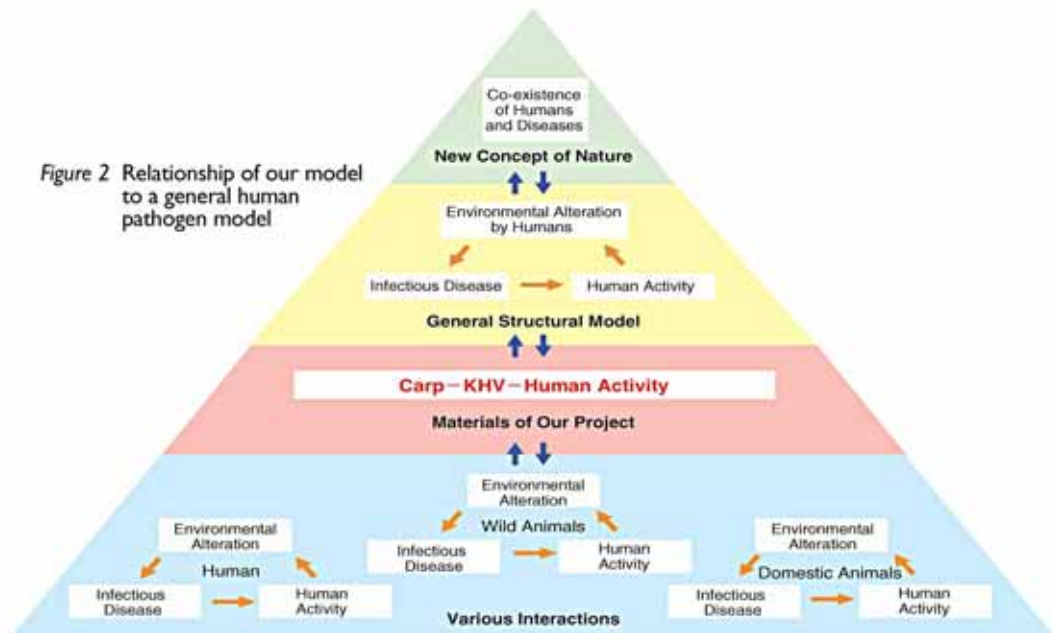 Co-existence
of Humans
and Diseases
New Concept of Nature
Figure 2 Relationship of our model
to a general human
pathogen model
Environmental Alteration
by Humans
Infectious Disease
Human Activity
General Structural Model
Carp－KHV－Human Activity
Materials of Our Project
Environmental
Alteration
Wild Animals
Infectious
Disease
Human
Activity
Environmental
Alteration
Human
Infectious
Disease
Human
Activity
Environmental
Alteration
Domestic Animals
Infectious
Disease
Human
Activity
Various Interactions